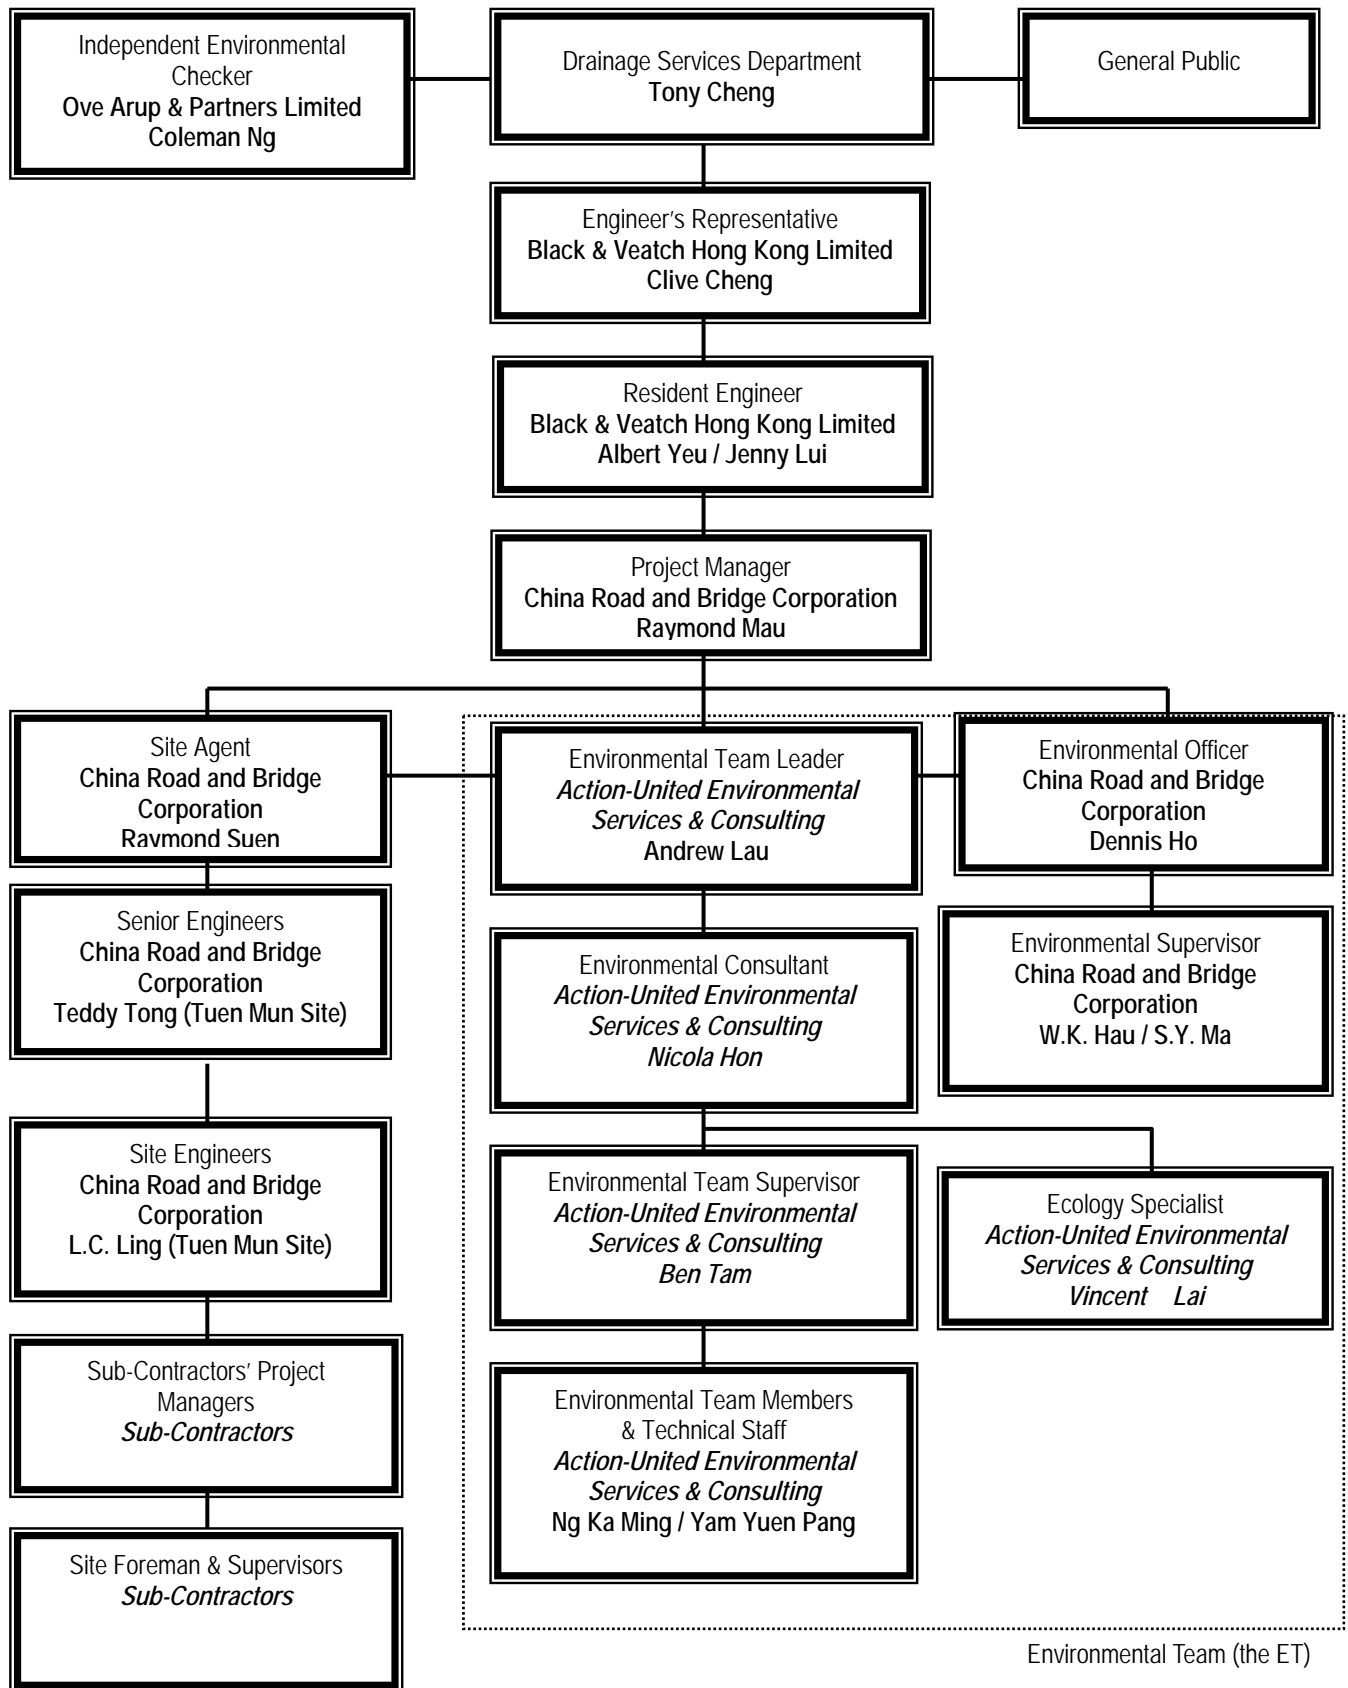 Independent Environmental
Checker
Ove Arup & Partners Limited
Coleman Ng
Drainage Services Department
Tony Cheng
General Public
Engineer's Representative
Black & Veatch Hong Kong Limited
Clive Cheng
Resident Engineer
Black & Veatch Hong Kong Limited
Albert Yeu / Jenny Lui
Project Manager
China Road and Bridge Corporation
Raymond Mau
Site Agent
China Road and Bridge
Corporation
Raymond Suen
Environmental Team Leader
Action-United Environmental
Services & Consulting
Andrew Lau
Environmental Officer
China Road and Bridge
Corporation
Dennis Ho
Senior Engineers
China Road and Bridge
Corporation
Teddy Tong (Tuen Mun Site)
Environmental Consultant
Action-United Environmental
Services & Consulting
Nicola Hon
Environmental Supervisor
China Road and Bridge
Corporation
W.K. Hau / S.Y. Ma
Site Engineers
China Road and Bridge
Corporation
L.C. Ling (Tuen Mun Site)
Environmental Team Supervisor
Action-United Environmental
Services & Consulting
Ben Tam
Ecology Specialist
Action-United Environmental
Services & Consulting
Vincent Lai
Sub-Contractors' Project
Managers
Sub-Contractors
Environmental Team Members
& Technical Staff
Action-United Environmental
Services & Consulting
Ng Ka Ming / Yam Yuen Pang
Site Foreman & Supervisors
Sub-Contractors
Environmental Team (the ET)